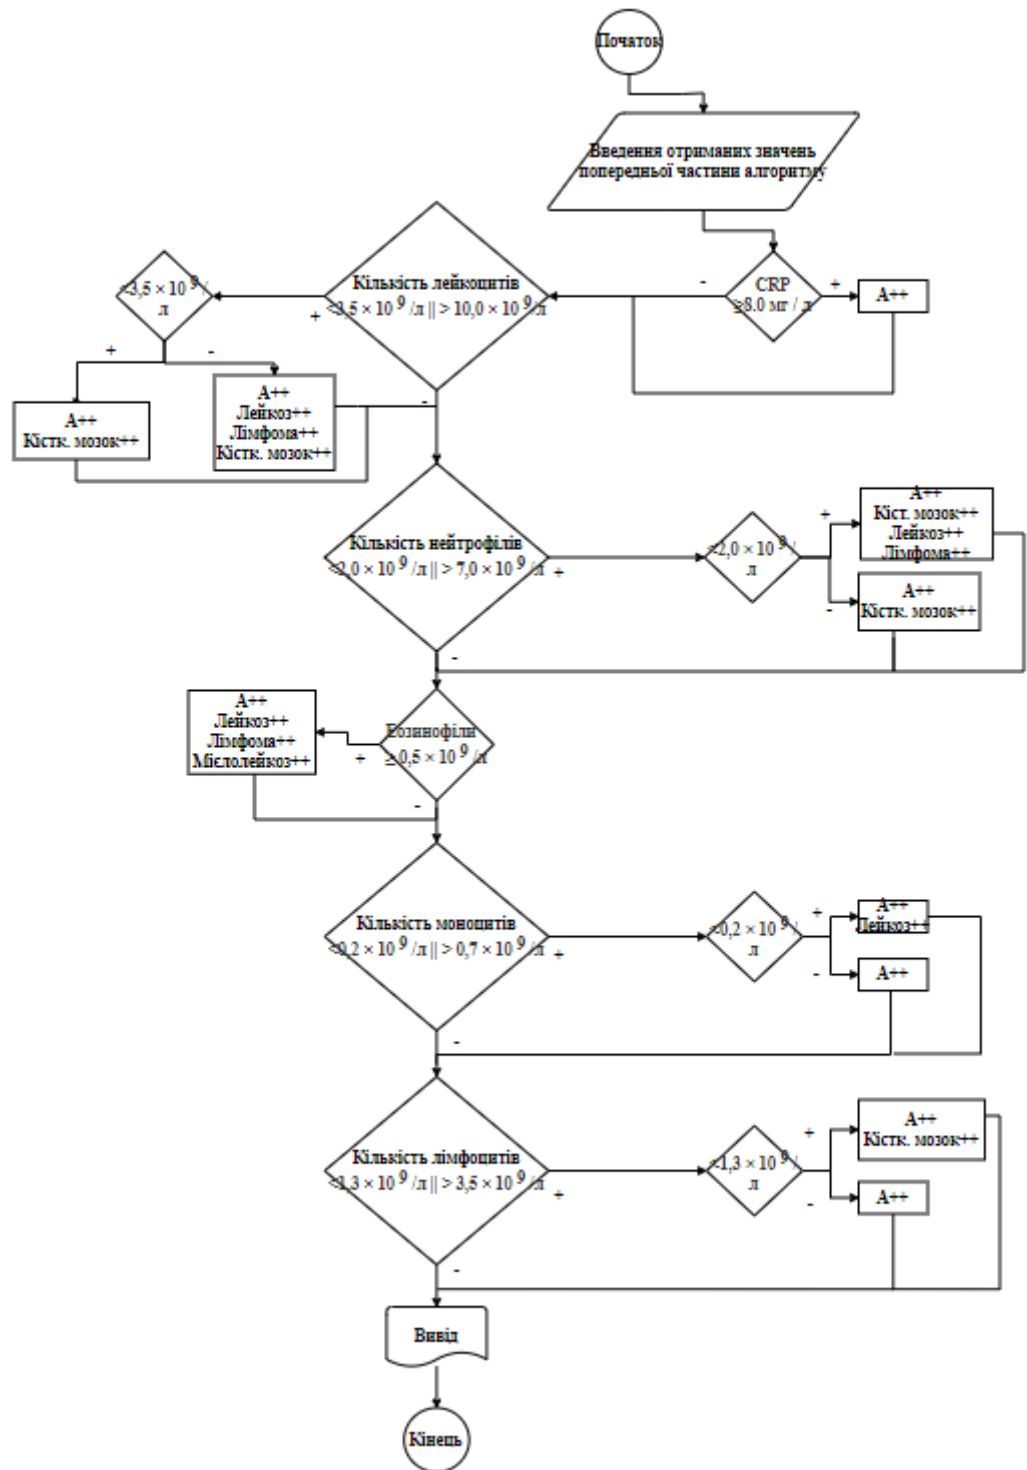 Початок
Введення отриманих значень
попередньої частини алгоритму
CRP
≥8.0 мг / л
-
+
A++
Кількість лейкоцитів
<3,5 × 10 9 /л || > 10,0 × 10 9 /л
+
-
<3,5 × 10 9 /
л
+
-
A++
Кістк. мозок++
A++
Лейкоз++
Лімфома++
Кістк. мозок++
Кількість нейтрофілів
<2,0 × 10 9 /л || > 7,0 × 10 9 /л
+
-
<2,0 × 10 9 /
л
+
-
A++
Кіст. мозок++
Лейкоз++
Лімфома++
A++
Кістк. мозок++
Еозинофіли
≥ 0,5 × 10 9 /л
+
-
A++
Лейкоз++
Лімфома++
Мієлолейкоз++
Кількість моноцитів
<0,2 × 10 9 /л || > 0,7 × 10 9 /л
+
-
<0,2 × 10 9 /
л
+
-
A++
Лейкоз++
A++
Кількість лімфоцитів
<1,3 × 10 9 /л || > 3,5 × 10 9 /л
+
-
<1,3 × 10 9 /
л
+
-
A++
Кістк. мозок++
A++
Вивід
Кінець